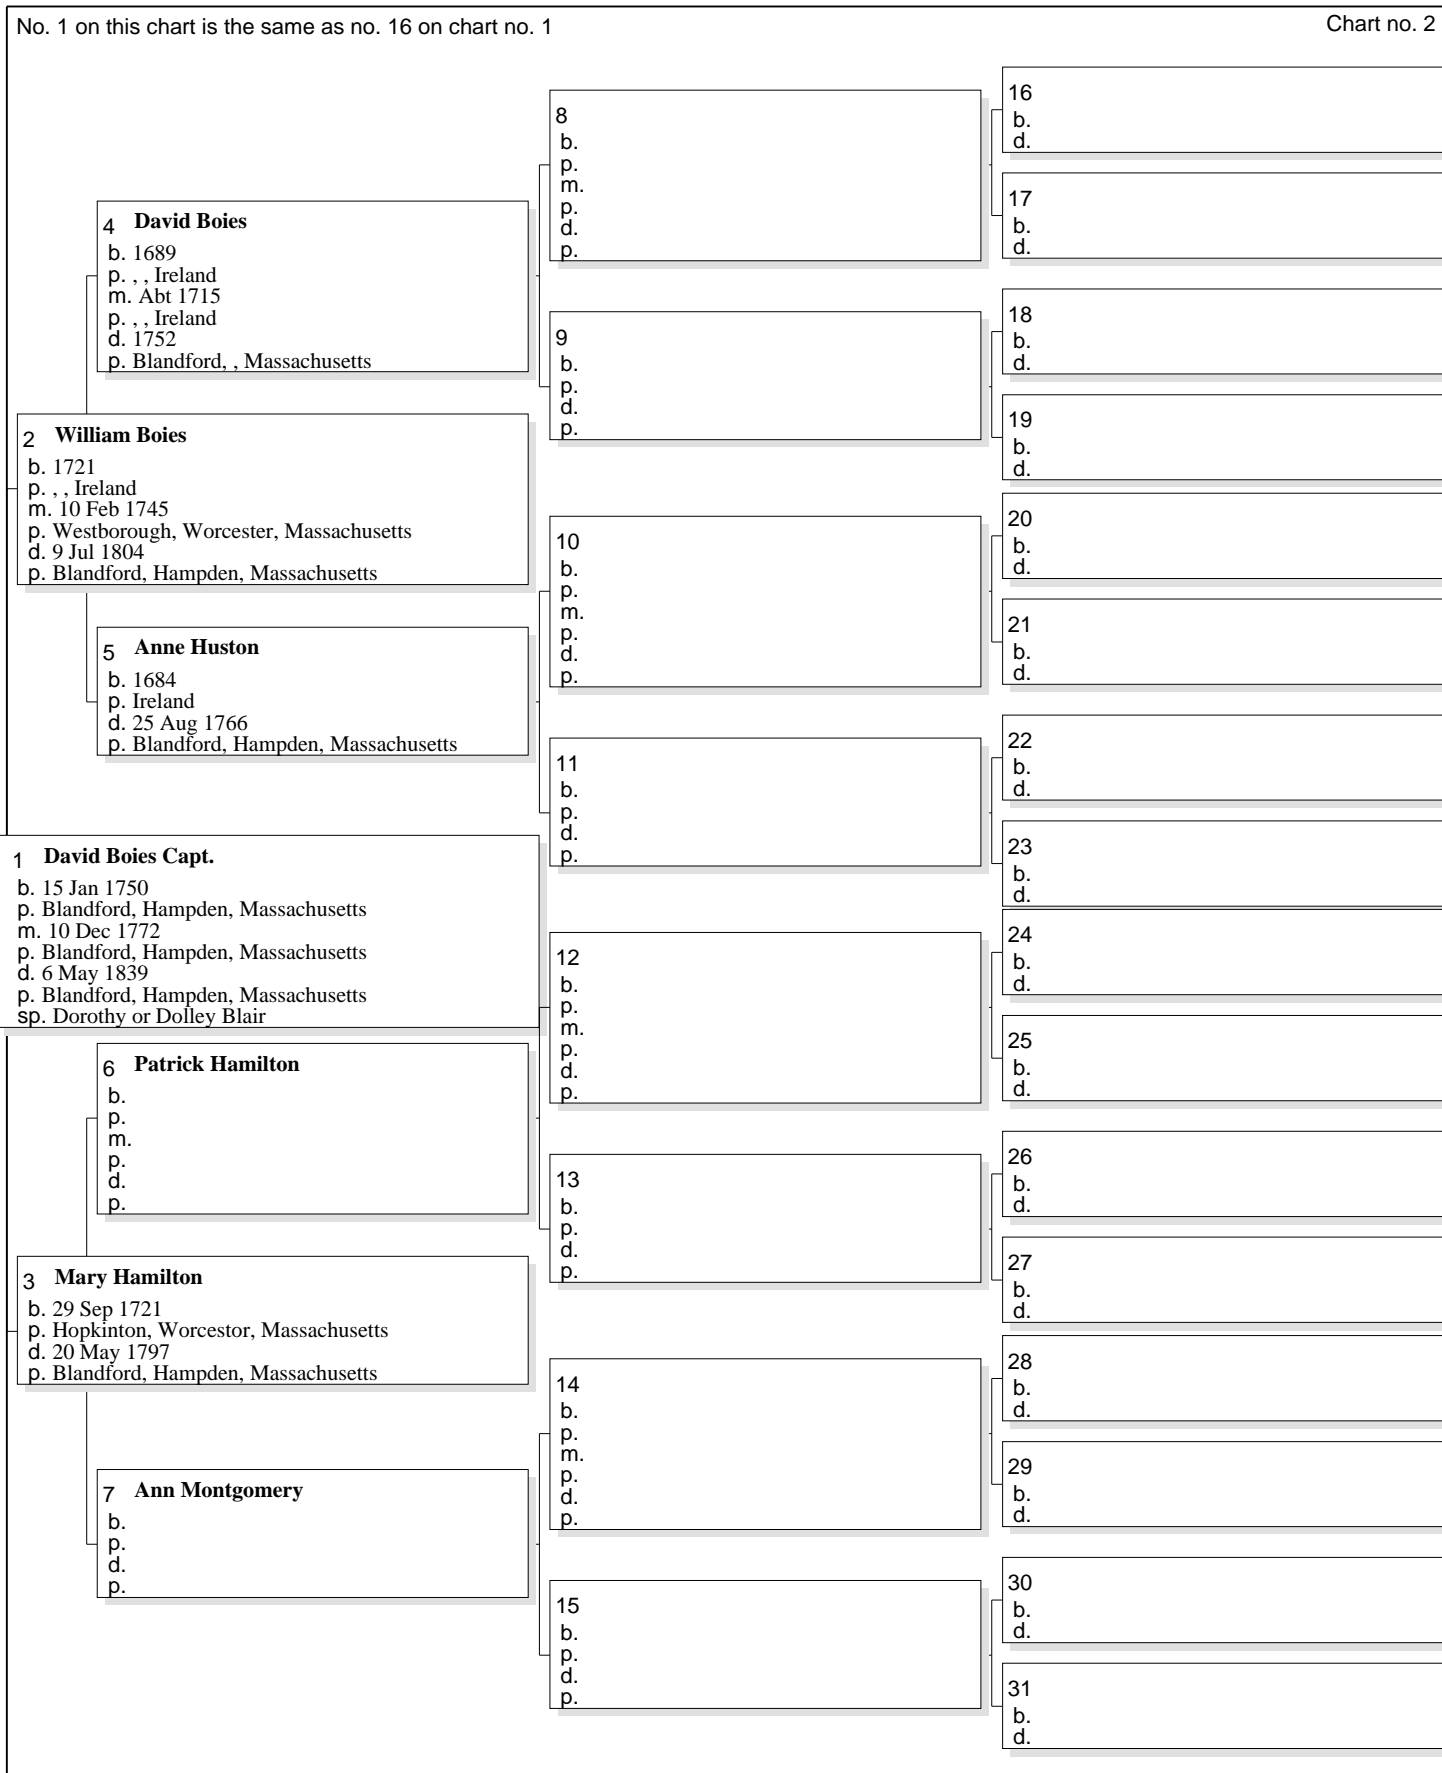 No. 1 on this chart is the same as no. 16 on chart no. 1
Chart no. 2
4 David Boies
b. 1689
p. , , Ireland
m. Abt 1715
p. , , Ireland
d. 1752
p. Blandford, , Massachusetts
2 William Boies
b. 1721
p. , , Ireland
m. 10 Feb 1745
p. Westborough, Worcester, Massachusetts
d. 9 Jul 1804
p. Blandford, Hampden, Massachusetts
5 Anne Huston
b. 1684
p. Ireland
d. 25 Aug 1766
p. Blandford, Hampden, Massachusetts
1 David Boies Capt.
b. 15 Jan 1750
p. Blandford, Hampden, Massachusetts
m. 10 Dec 1772
p. Blandford, Hampden, Massachusetts
d. 6 May 1839
p. Blandford, Hampden, Massachusetts
sp. Dorothy or Dolley Blair
6 Patrick Hamilton
b.
p.
m.
p.
d.
p.
3 Mary Hamilton
b. 29 Sep 1721
p. Hopkinton, Worcestor, Massachusetts
d. 20 May 1797
p. Blandford, Hampden, Massachusetts
7 Ann Montgomery
b.
p.
d.
p.
8
b.
p.
m.
p.
d.
p.
9
b.
p.
d.
p.
10
b.
p.
m.
p.
d.
p.
11
b.
p.
d.
p.
12
b.
p.
m.
p.
d.
p.
13
b.
p.
d.
p.
14
b.
p.
m.
p.
d.
p.
15
b.
p.
d.
p.
16
b.
d.
17
b.
d.
18
b.
d.
19
b.
d.
20
b.
d.
21
b.
d.
22
b.
d.
23
b.
d.
24
b.
d.
25
b.
d.
26
b.
d.
27
b.
d.
28
b.
d.
29
b.
d.
30
b.
d.
31
b.
d.